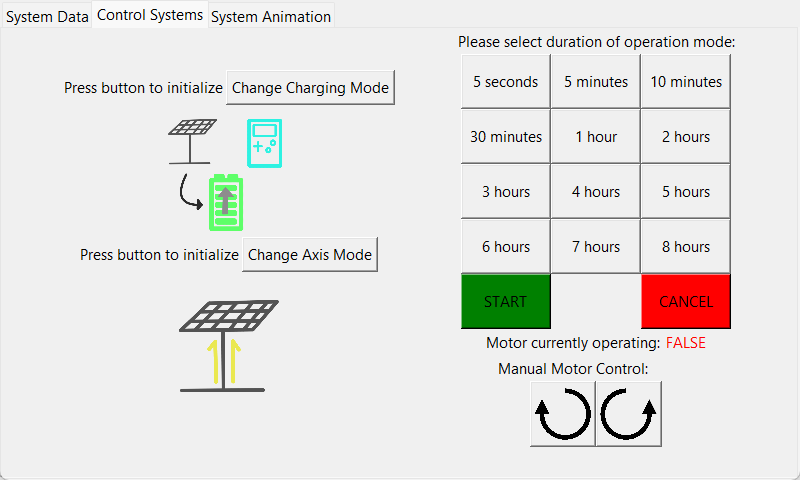 System Data Control Systems System Animation
Please select duration of operation mode:
Press button to initialize Change Charging Mode
5 seconds 5 minutes 10 minutes
30 minutes 1 hour 2 hours
3 hours 4 hours 5 hours
Press button to initialize Change Axis Mode
6 hours 7 hours 8 hours
START CANCEL
Motor currently operating: FALSE
Manual Motor Control: